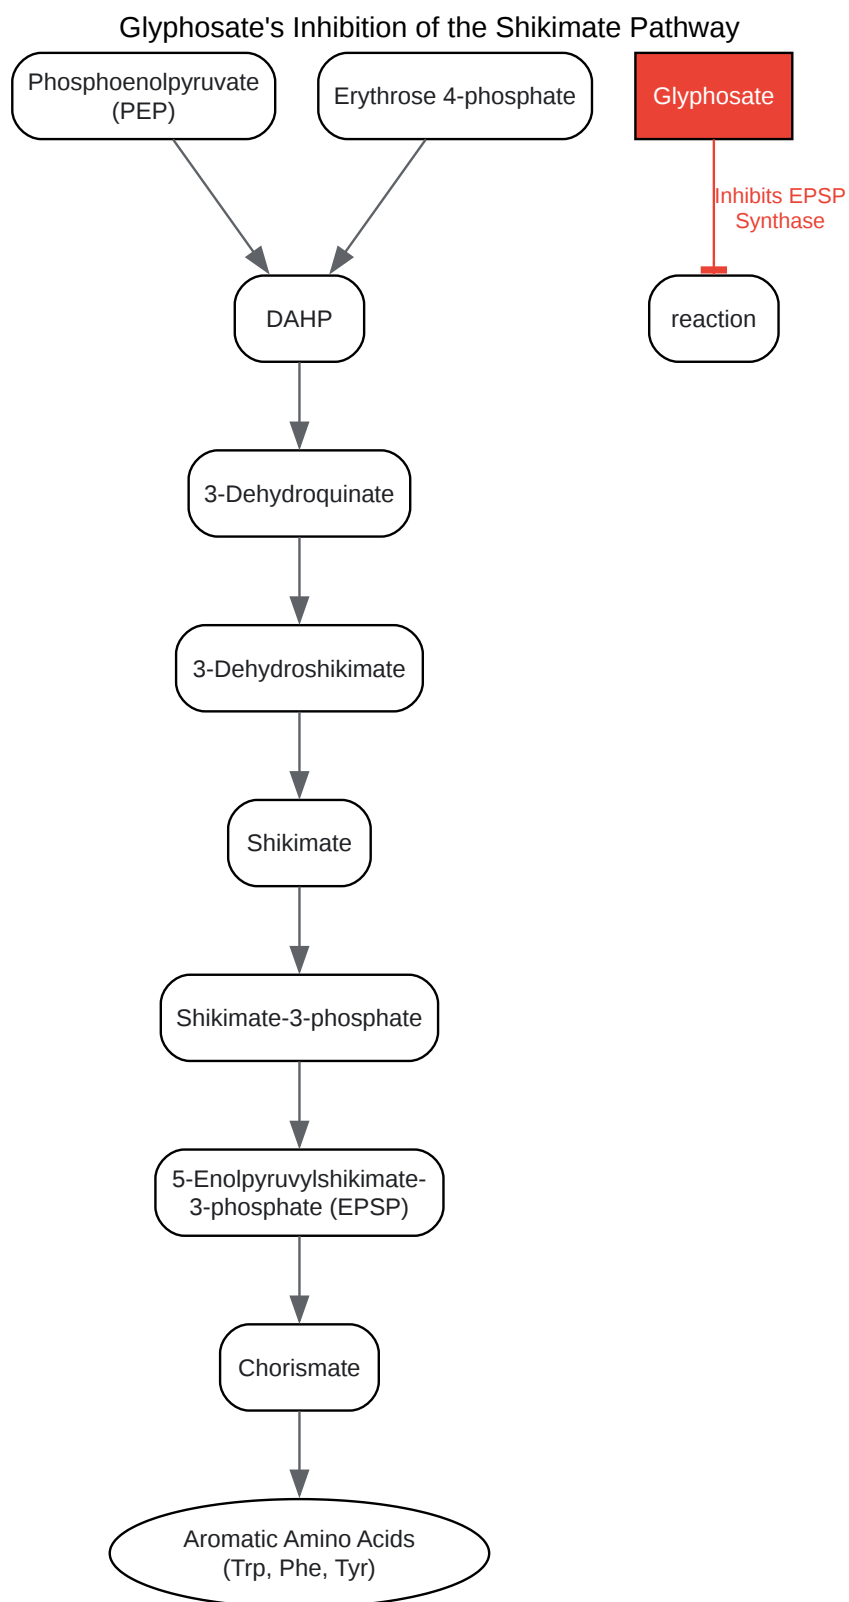 Glyphosate's Inhibition of the Shikimate Pathway
Phosphoenolpyruvate
(PEP)
Erythrose 4-phosphate
Glyphosate
Inhibits EPSP
Synthase
DAHP
reaction
3-Dehydroquinate
3-Dehydroshikimate
Shikimate
Shikimate-3-phosphate
5-Enolpyruvylshikimate-
3-phosphate (EPSP)
Chorismate
Aromatic Amino Acids
(Trp, Phe, Tyr)